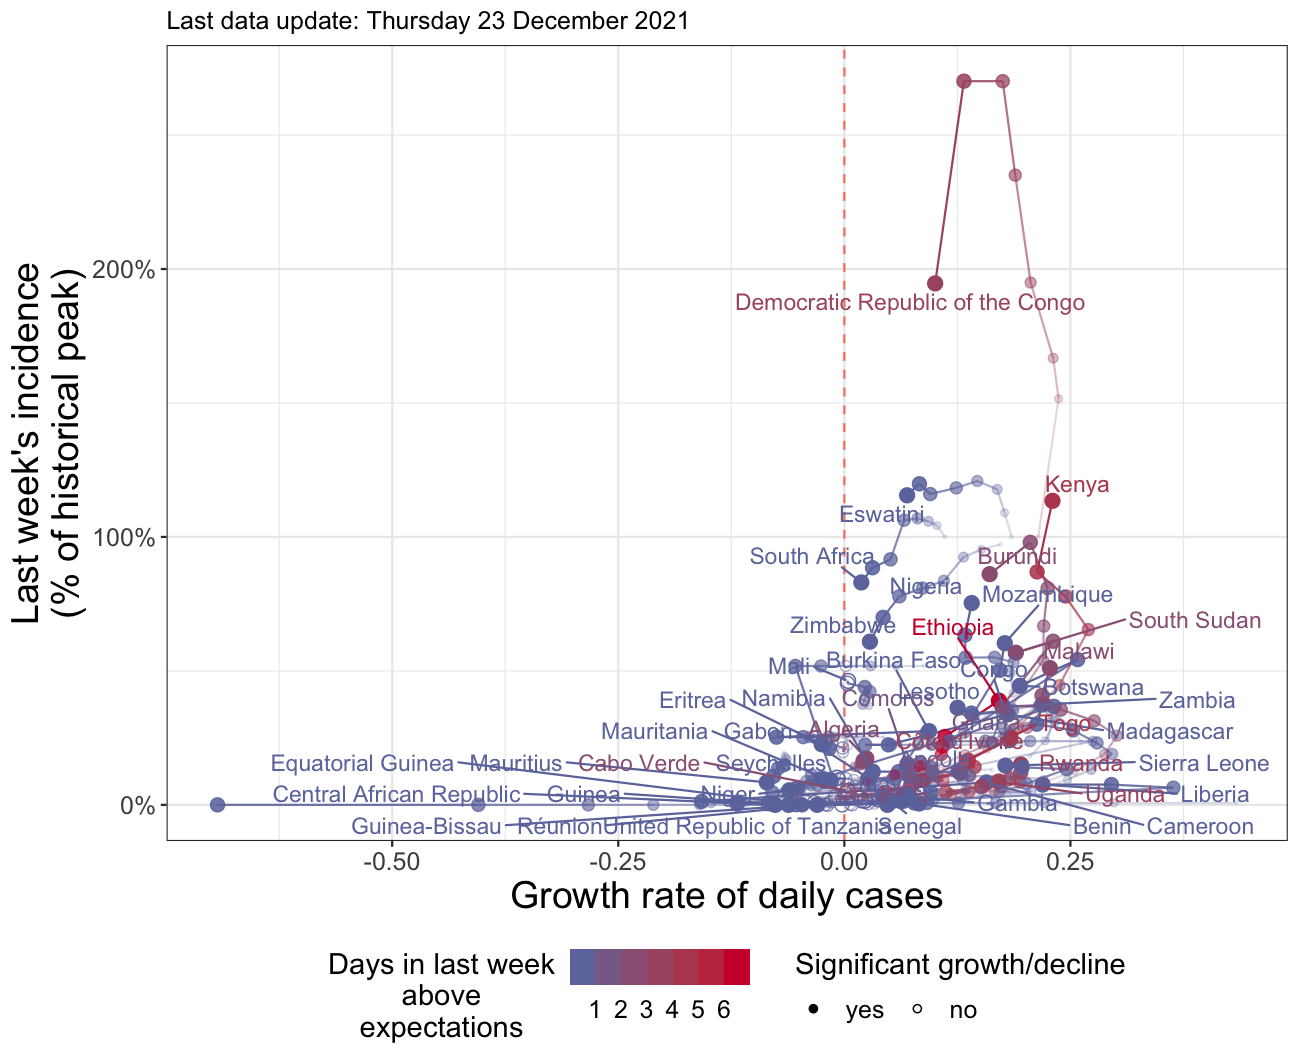 Last data update: Thursday 23 December 2021
Last week's incidence
(% of historical peak)
200%
100%
0%
Democratic Republic of the Congo
Kenya
Eswatini
South Africa
Burundi
Nigeria
Mozambique
Zimbabwe
Ethiopia
South Sudan
Malawi
Mali
Burkina Faso
Congo
Lesotho
Botswana
Eritrea
Namibia
Comoros
Zambia
Mauritania
Gabon
Algeria
Ghana
Togo
Madagascar
Côte d'Ivoire
Equatorial Guinea
Mauritius
Cabo Verde
Seychelles
Angola
Rwanda
Sierra Leone
Central African Republic
Guinea
Niger
Gambia
Uganda
Liberia
Guinea-Bissau
Réunion
United Republic of Tanzania
Senegal
Benin
Cameroon
-0.50
-0.25
0.00
0.25
Growth rate of daily cases
Days in last week
above
expectations
1 2 3 4 5 6
Significant growth/decline
yes
no